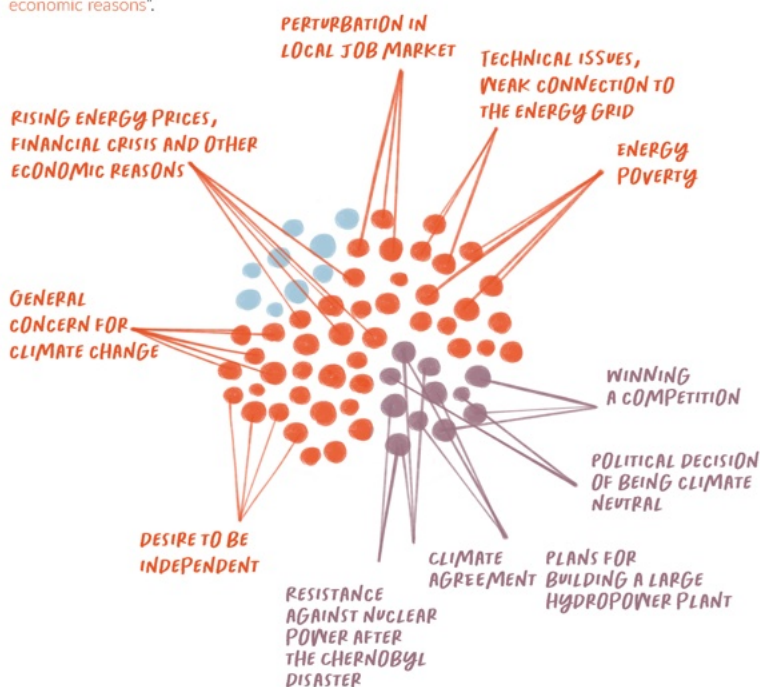 economic reasons".
PERTURBATION IN
LOCAL JOB MARKET
TECHNICAL ISSUES,
WEAK CONNECTION TO
THE ENERGY GRID
RISING ENERGY PRICES,
FINANCIAL CRISIS AND OTHER
ECONOMIC REASONS
ENERGY
POVERTY
GENERAL
CONCERN FOR
CLIMATE CHANGE
WINNING
A COMPETITION
POLITICAL DECISION
OF BEING CLIMATE
NEUTRAL
DESIRE TO BE
INDEPENDENT
CLIMATE
AGREEMENT
PLANS FOR
BUILDING A LARGE
HYDROPOWER PLANT
RESISTANCE
AGAINST NUCLEAR
POWER AFTER
THE CHERNOBYL
DISASTER